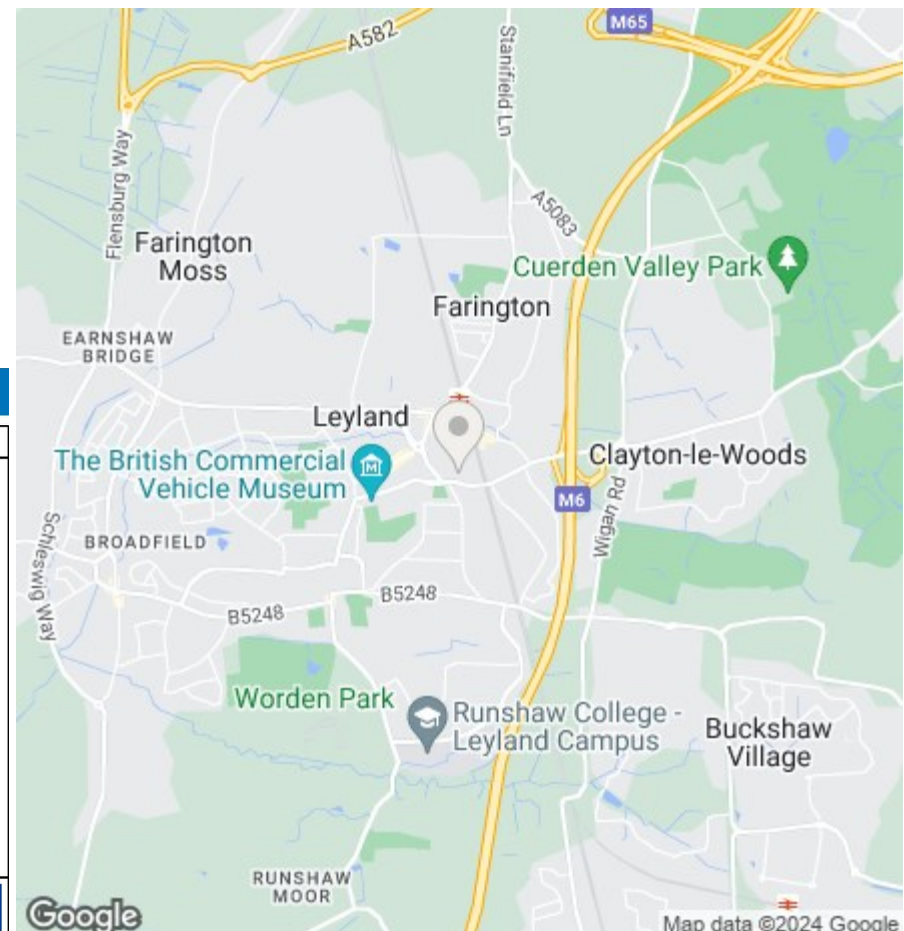 M65
A582
Stanifield Ln
Flensburg Way
A5083
Farington
Moss
Cuerden Valley Park
Farington
EARNSHAW
BRIDGE
Leyland
The British Commercial
Vehicle Museum
Clayton-le-Woods
M6
Wigan Rd
Schleswig Way
BROADFIELD
B5248
B5248
Worden Park
Runshaw College -
Leyland Campus
Buckshaw
Village
RUNSHAW
MOOR
Google
Map data ©2024 Google